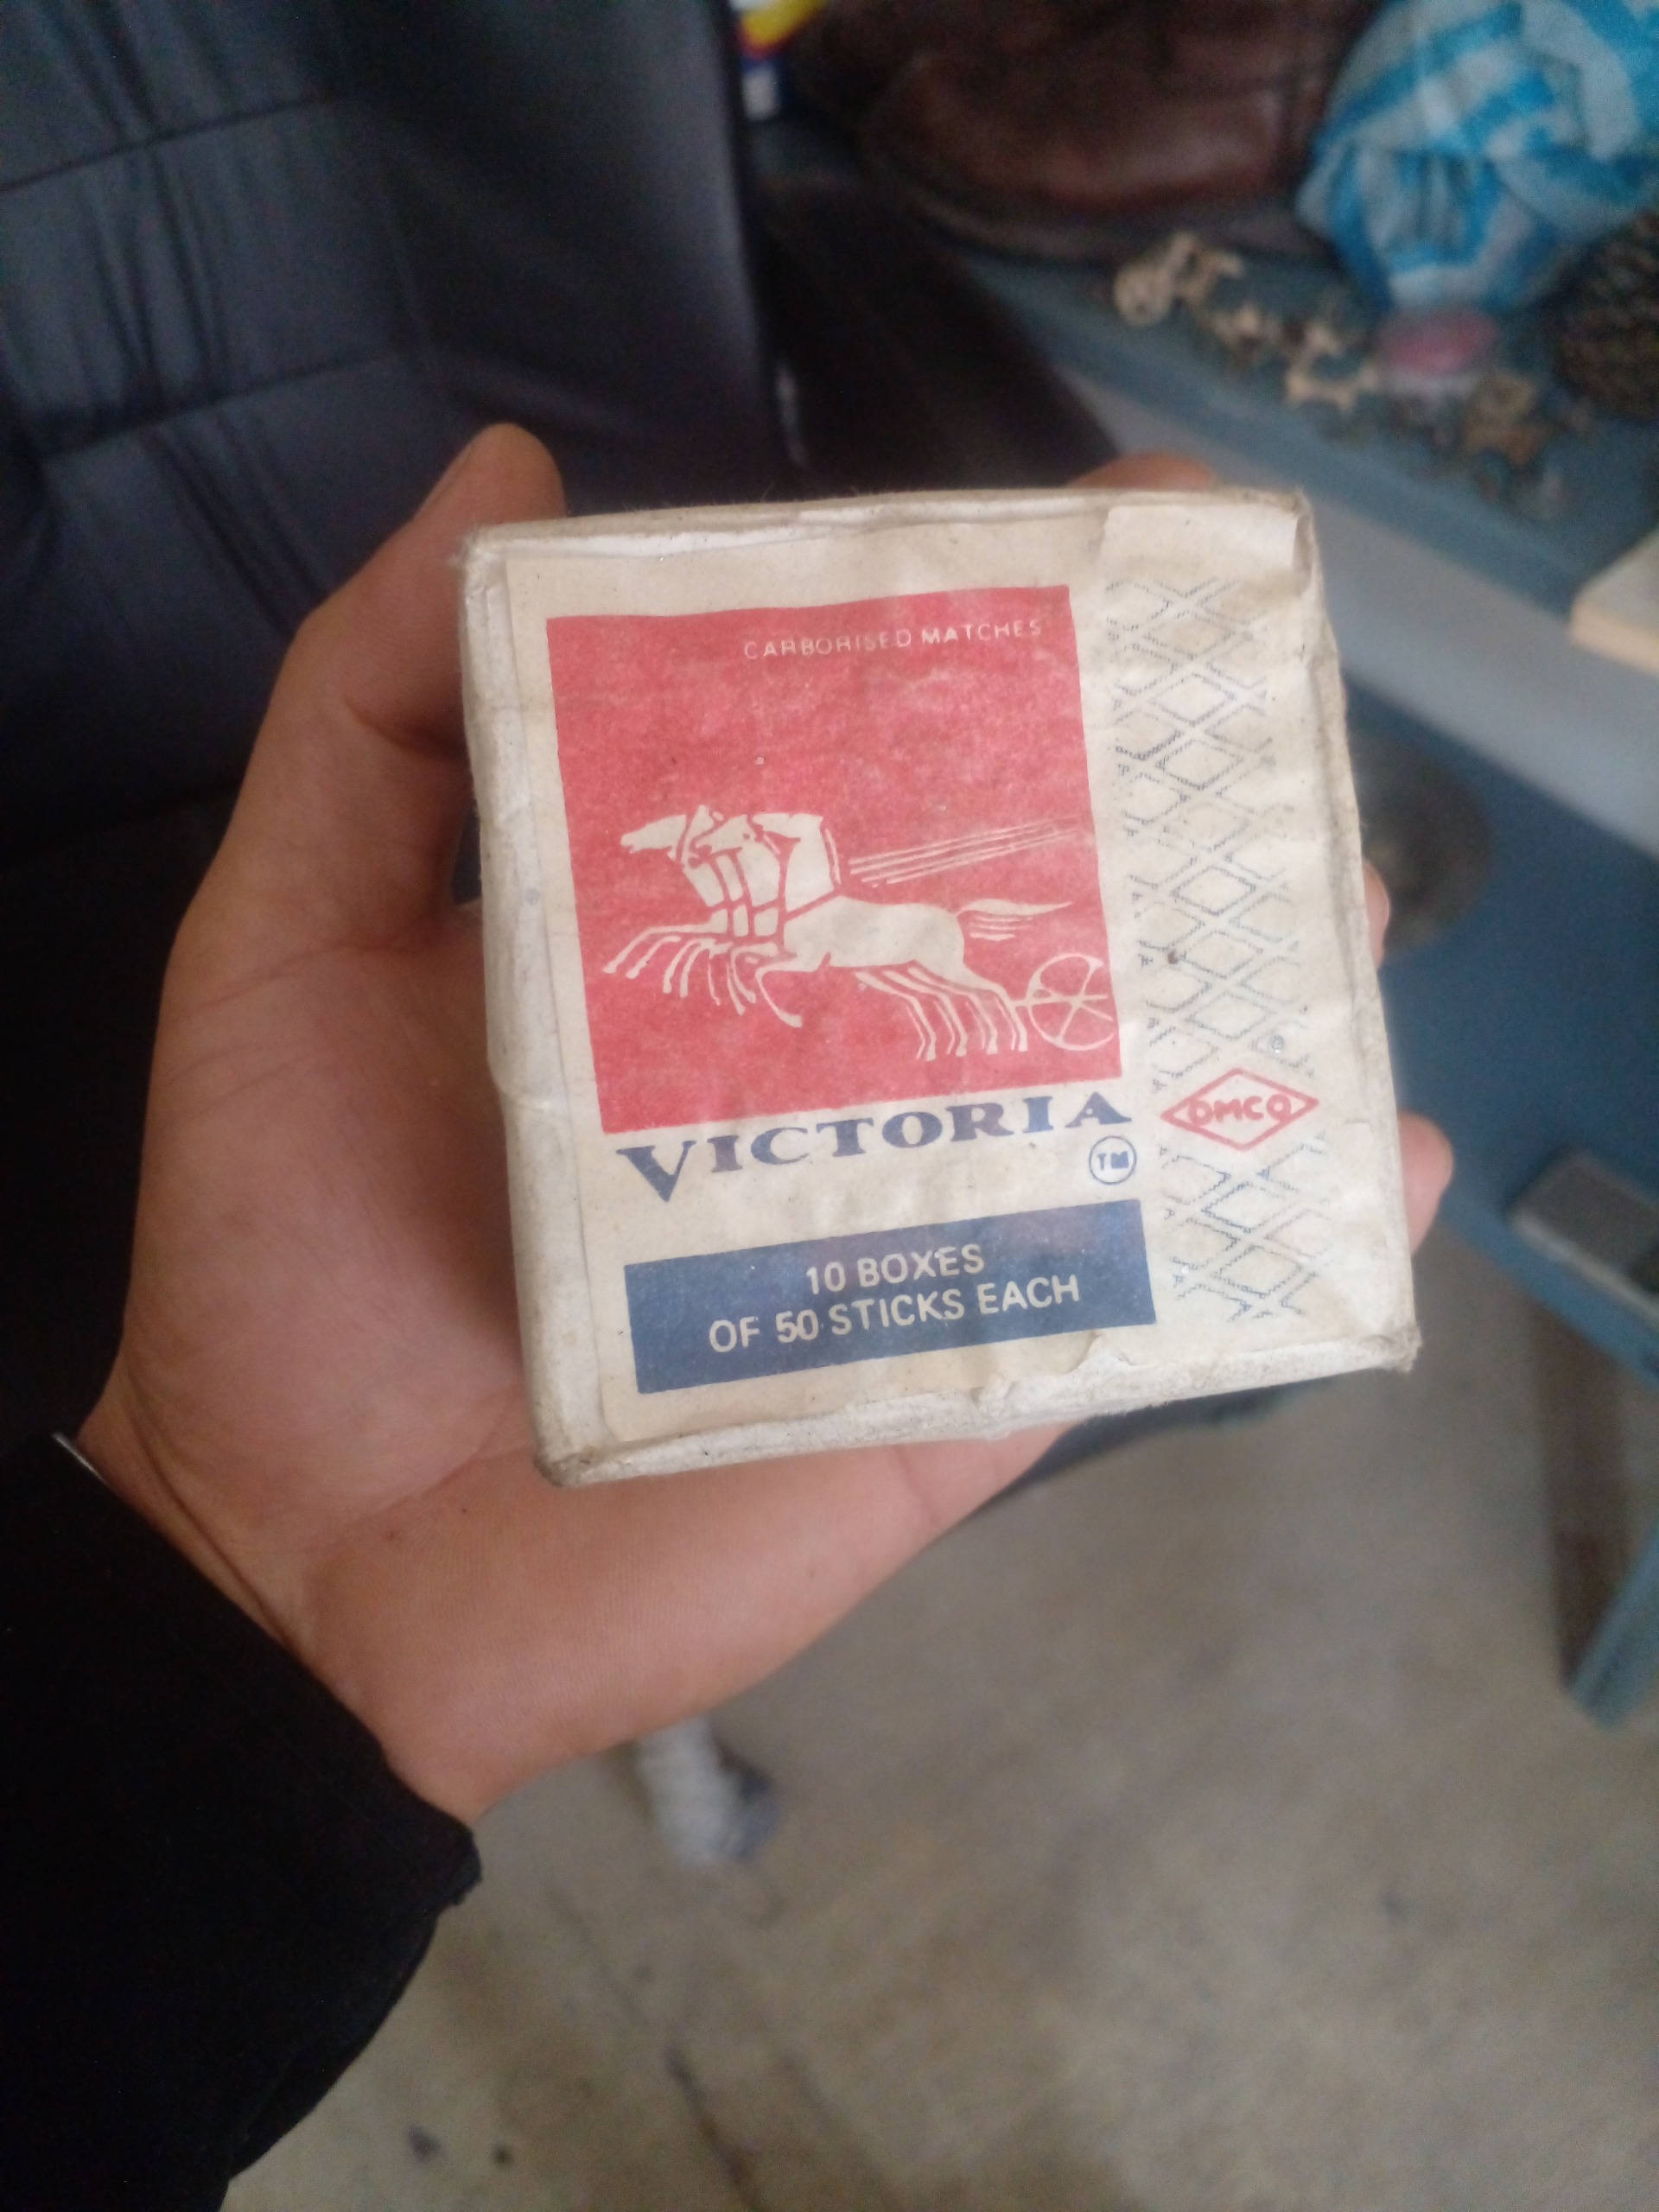 CARBORISED MATCHES
VICTORIA
TM
OMCO
10 BOXES
OF 50 STICKS EACH